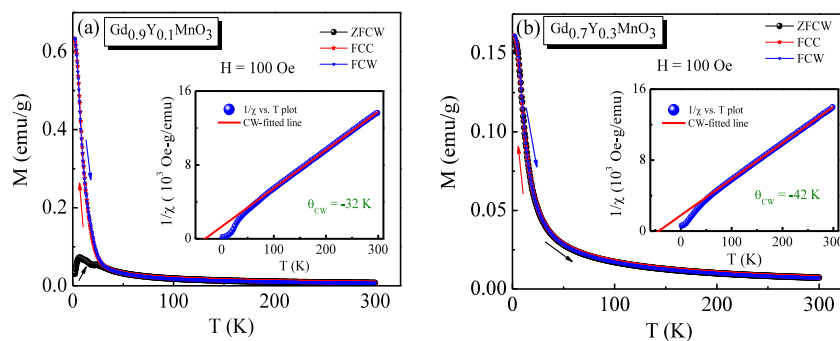 (a)
Gd0.9Y0.1MnO3
ZFCW
FCC
FCW
H = 100 Oe
M (emu/g)
0.6
0.4
0.2
0.0
0
100
200
300
T (K)
1/χ ( 10³ Oe-g/emu)
16
8
0
0
100
200
300
T (K)
1/χ vs. T plot
CW-fitted line
θCW = -32 K
(b)
Gd0.7Y0.3MnO3
ZFCW
FCC
FCW
H = 100 Oe
M (emu/g)
0.15
0.10
0.05
0.00
0
100
200
300
T (K)
1/χ (10³ Oe-g/emu)
16
8
0
0
100
200
300
T (K)
1/χ vs. T plot
CW-fitted line
θCW = -42 K